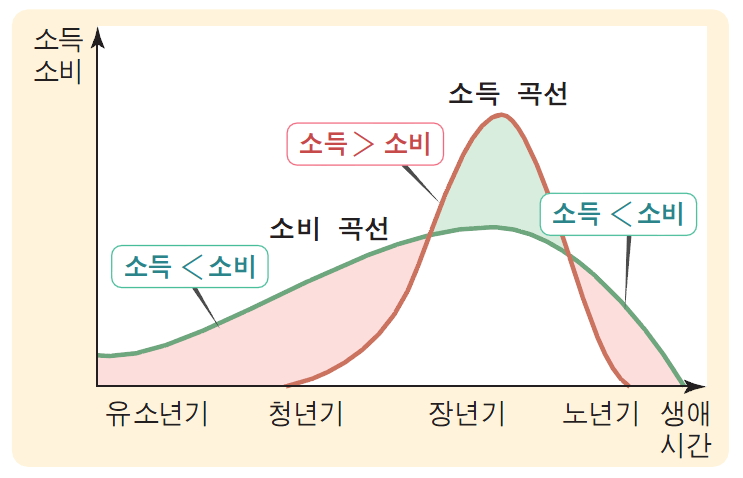 소득
소비
소득 곡선
소득 > 소비
소득 < 소비
소비 곡선
소득 < 소비
유소년기
청년기
장년기
노년기
생애
시간